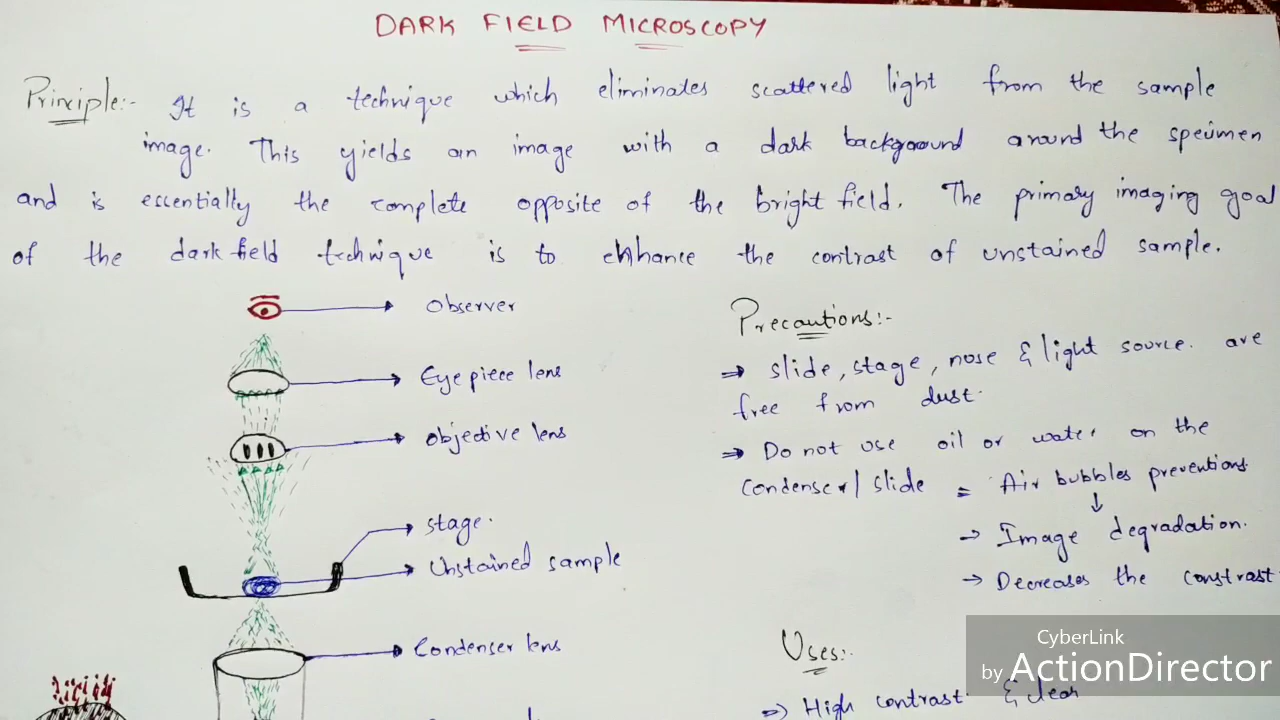 DARK FIELD MICROSCOPY
Principle:- It is a technique which eliminates scattered light from the sample
image. This yields an image with a dark background around the specimen
and is essentially the complete opposite of the bright field. The primary imaging goal
of the dark field technique is to enhance the contrast of unstained sample.
Observer
Eye piece lens
Objective lens
stage.
Unstained sample
Condenser lens
Precautions:-
⇒ slide, stage, nose & light source. are
free from dust.
⇒ Do not use oil or water on the
Condenser / slide = Air bubbles preventions
↓
→ Image degradation.
→ Decreases the constrast
Uses:-
⇒ High contrast & clear
CyberLink
by ActionDirector